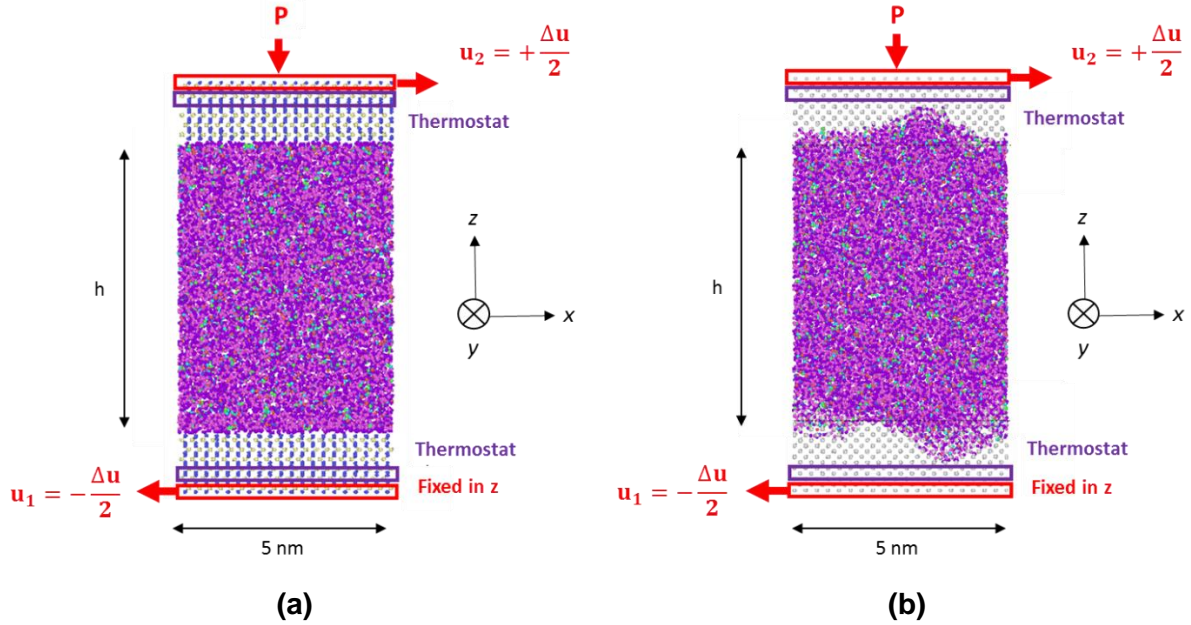 P
u₂ = + Δu/2
Thermostat
h
z
x
y
Thermostat
u₁ = − Δu/2
Fixed in z
5 nm
(a)
P
u₂ = + Δu/2
Thermostat
h
z
x
y
Thermostat
u₁ = − Δu/2
Fixed in z
5 nm
(b)